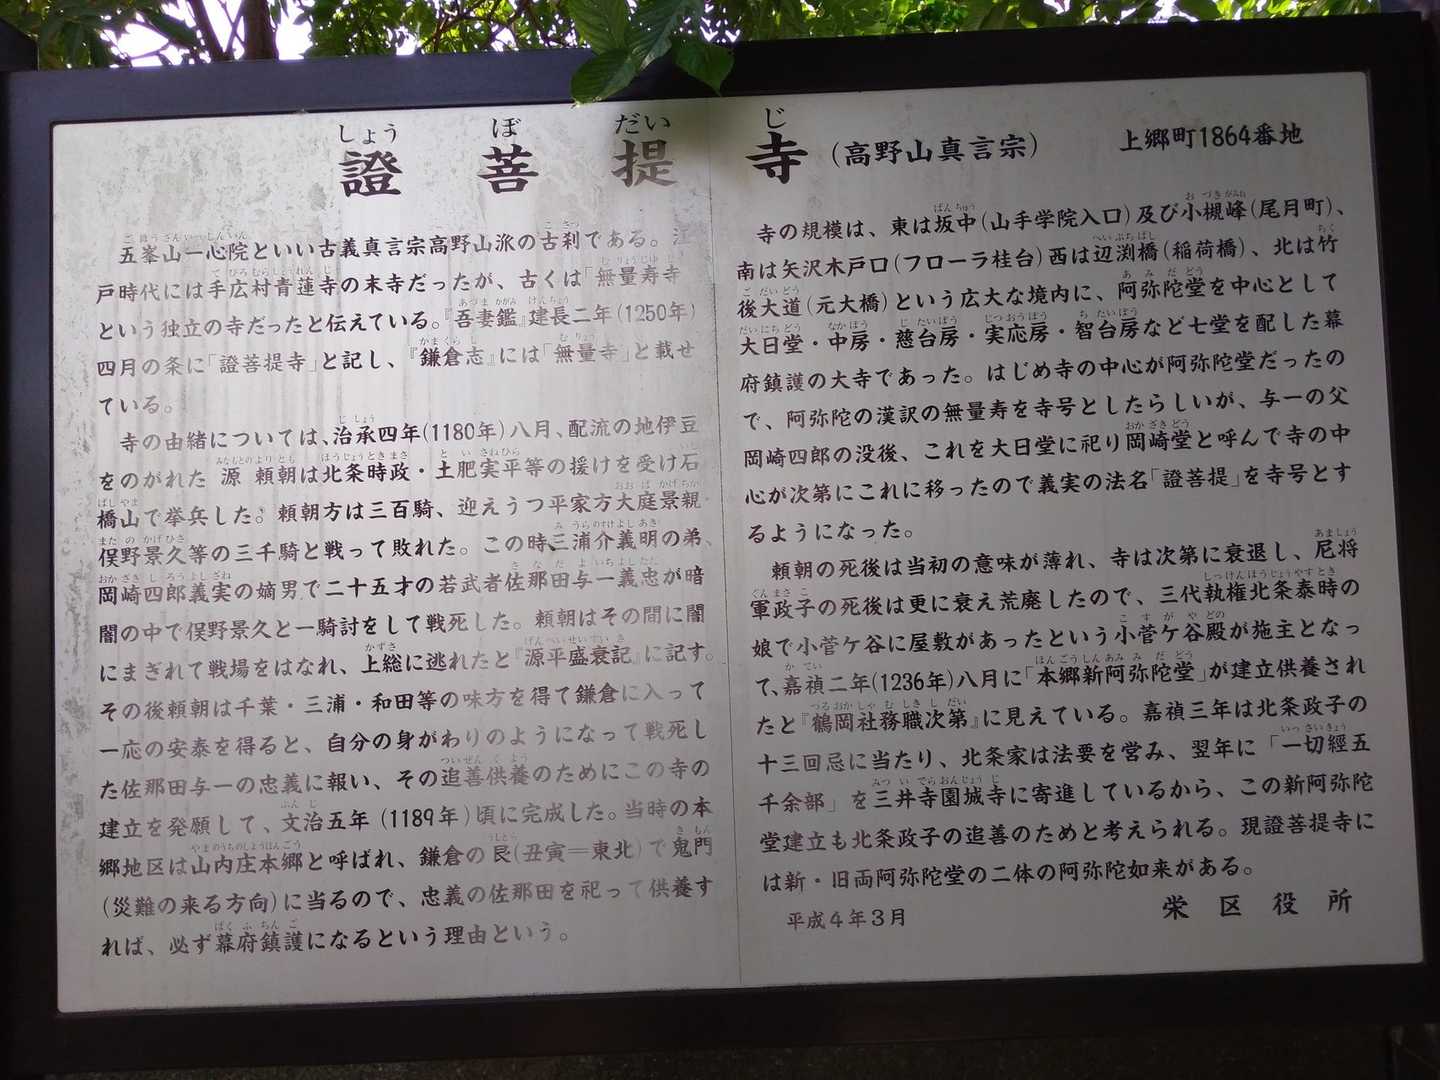 證菩提寺(高野山真言宗) 上郷町1864番地
五峯山一心院といい古義真言宗高野山派の古刹である。江
戸時代には手広村青蓮寺の末寺だったが、古くは「無量寿寺」
という独立の寺だったと伝えている。『吾妻鑑』建長二年(1250年)
四月の条に「證菩提寺」と記し、『鎌倉志』には「無量寺」と載せ
ている。
寺の由緒については、治承四年(1180年)八月、配流の地伊豆
をのがれた 源 頼朝は北条時政・土肥実平等の援けを受け石
橋山で挙兵した。頼朝方は三百騎、迎えうつ平家方大庭景親・
俣野景久等の三千騎と戦って敗れた。この時、三浦介義明の弟、
岡崎四郎義実の嫡男で二十五才の若武者佐那田与一義忠が暗
闇の中で俣野景久と一騎討をして戦死した。頼朝はその間に闇
にまぎれて戦場をはなれ、上総に逃れたと『源平盛衰記』に記す。
その後頼朝は千葉・三浦・和田等の味方を得て鎌倉に入って
一応の安泰を得ると、自分の身がわりのようになって戦死し
た佐那田与一の忠義に報い、その追善供養のためにこの寺の
建立を発願して、文治五年(1189年)頃に完成した。当時の本
郷地区は山内庄本郷と呼ばれ、鎌倉の艮(丑寅＝東北)で鬼門
(災難の来る方向)に当るので、忠義の佐那田を祀って供養す
れば、必ず幕府鎮護になるという理由という。
寺の規模は、東は坂中(山手学院入口)及び小槻峰(尾月町)、
南は矢沢木戸口(フローラ桂台)西は辺渕橋(稲荷橋)、北は竹
後大道(元大橋)という広大な境内に、阿弥陀堂を中心として
大日堂・中房・慈台房・実応房・智台房など七堂を配した幕
府鎮護の大寺であった。はじめ寺の中心が阿弥陀堂だったの
で、阿弥陀の漢訳の無量寿を寺号としたらしいが、与一の父
岡崎四郎の没後、これを大日堂に祀り岡崎堂と呼んで寺の中
心が次第にこれに移ったので義実の法名「證菩提」を寺号とす
るようになった。
頼朝の死後は当初の意味が薄れ、寺は次第に衰退し、尼将
軍政子の死後は更に衰え荒廃したので、三代執権北条泰時の
娘で小菅ケ谷に屋敷があったという小菅ケ谷殿が施主となっ
て、嘉禎二年(1236年)八月に「本郷新阿弥陀堂」が建立供養され
たと『鶴岡社務職次第』に見えている。嘉禎三年は北条政子の
十三回忌に当たり、北条家は法要を営み、翌年に「一切經五
千余部」を三井寺園城寺に寄進しているから、この新阿弥陀
堂建立も北条政子の追善のためと考えられる。現證菩提寺に
は新・旧両阿弥陀堂の二体の阿弥陀如来がある。
平成4年3月 栄区役所